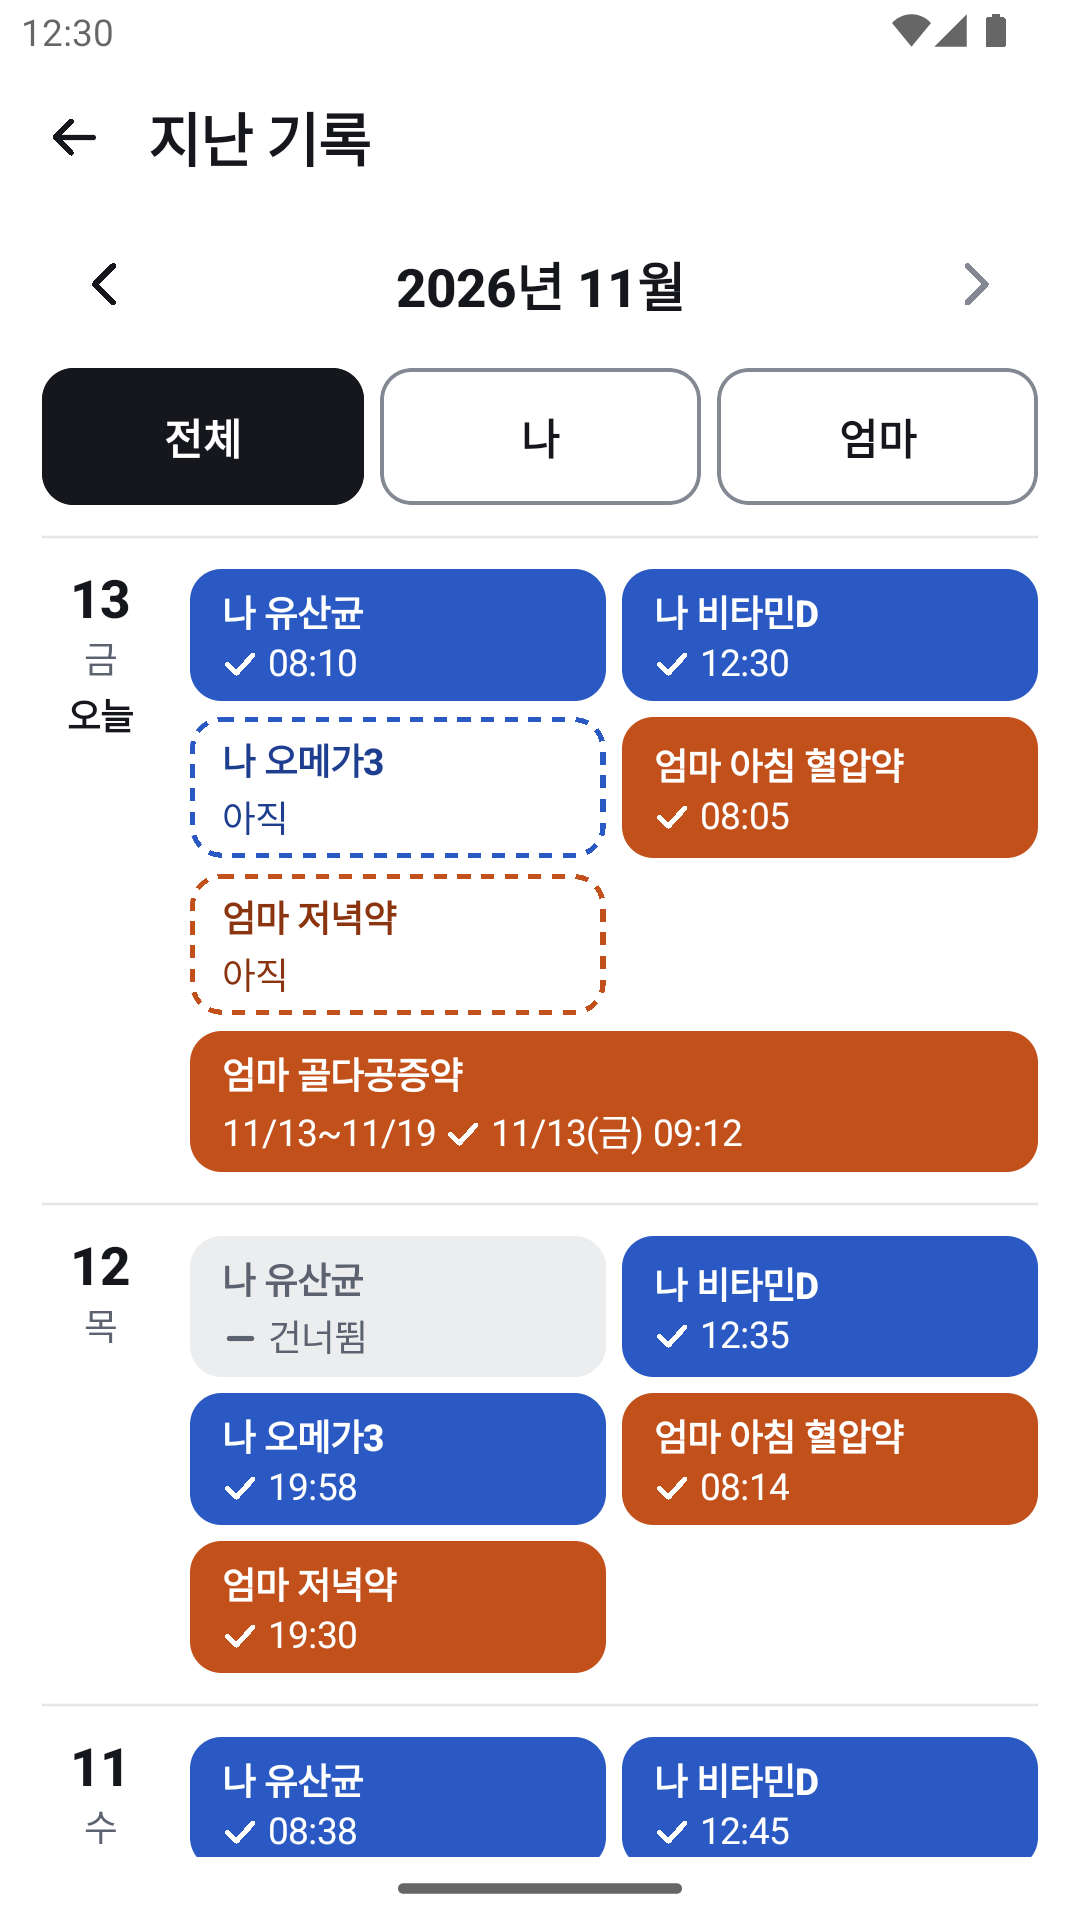 12:30
지난 기록
2026년 11월
전체
나
엄마
13
금
오늘
나 유산균
08:10
나 비타민D
12:30
나 오메가3
아직
엄마 아침 혈압약
08:05
엄마 저녁약
아직
엄마 골다공증약
11/13~11/19 ✓ 11/13(금) 09:12
12
목
나 유산균
– 건너뜀
나 비타민D
✓ 12:35
나 오메가3
✓ 19:58
엄마 아침 혈압약
✓ 08:14
엄마 저녁약
✓ 19:30
11
수
나 유산균
✓ 08:38
나 비타민D
✓ 12:45